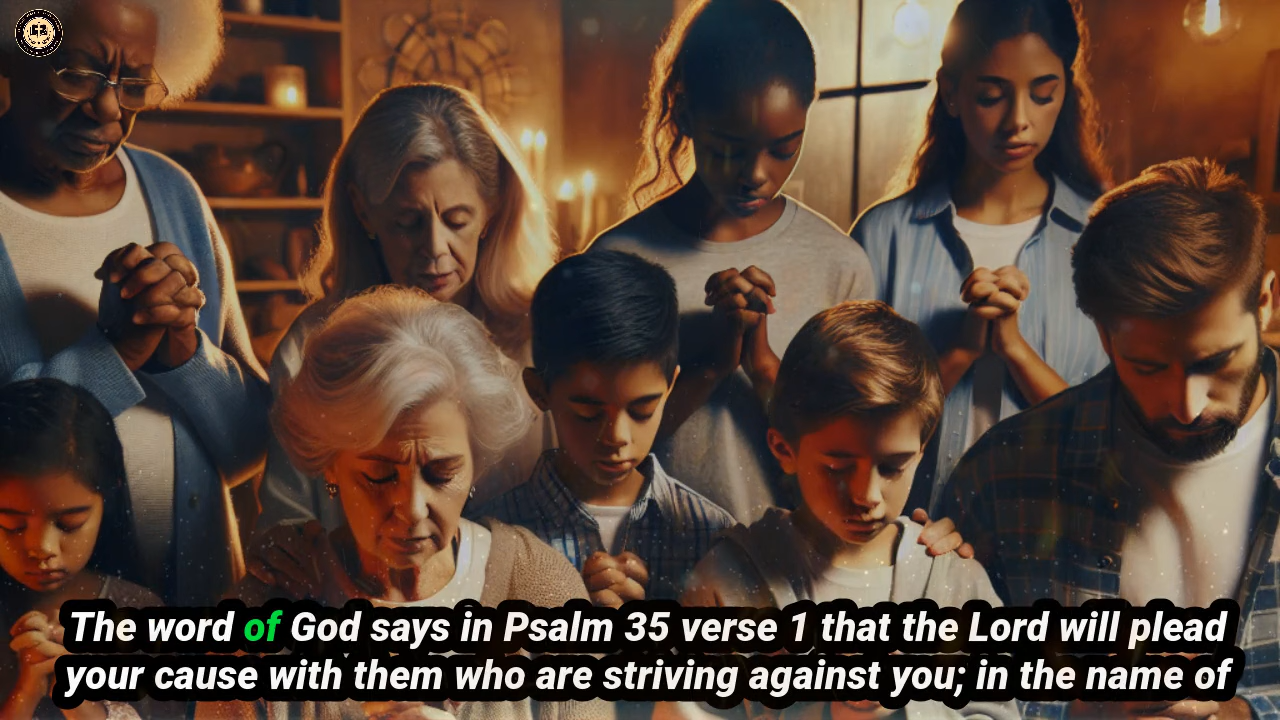 The word of God says in Psalm 35 verse 1 that the Lord will plead
your cause with them who are striving against you; in the name of